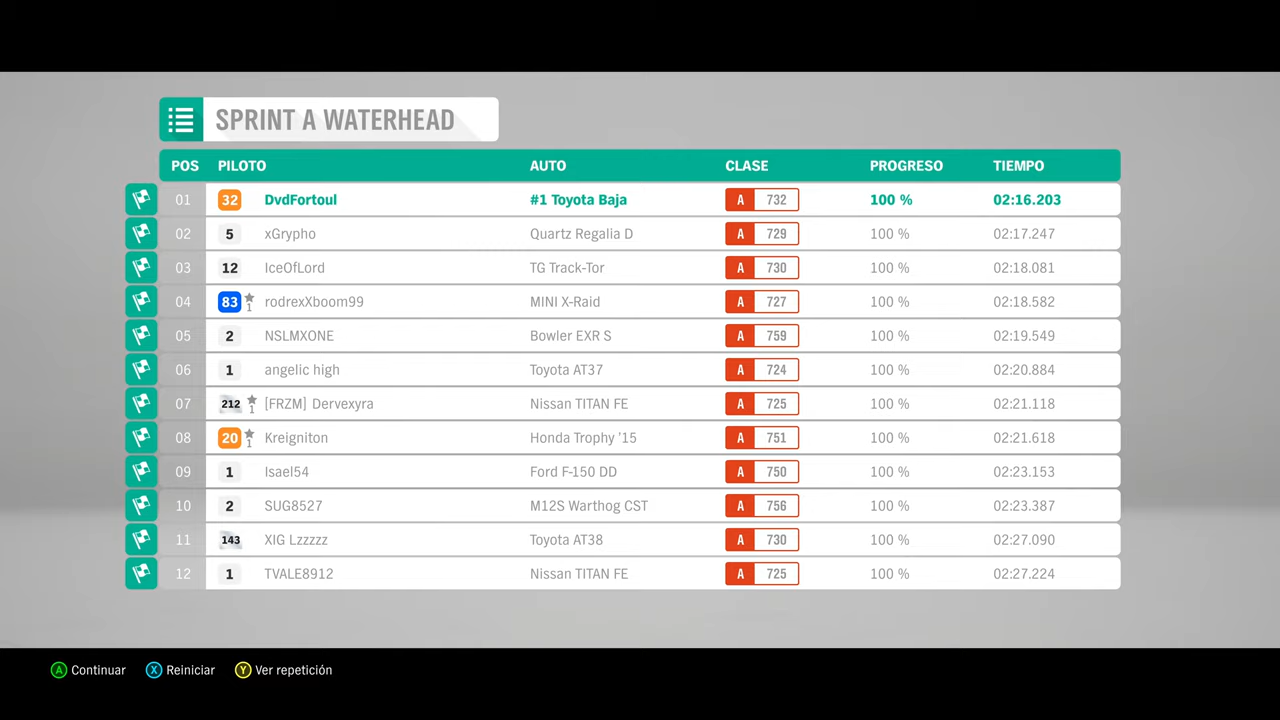 SPRINT A WATERHEAD
POS PILOTO AUTO CLASE PROGRESO TIEMPO
01 32 DvdFortoul #1 Toyota Baja A 732 100 % 02:16.203
02 5 xGrypho Quartz Regalia D A 729 100 % 02:17.247
03 12 IceOfLord TG Track-Tor A 730 100 % 02:18.081
04 83 1 rodrexXboom99 MINI X-Raid A 727 100 % 02:18.582
05 2 NSLMXONE Bowler EXR S A 759 100 % 02:19.549
06 1 angelic high Toyota AT37 A 724 100 % 02:20.884
07 212 1 [FRZM] Dervexyra Nissan TITAN FE A 725 100 % 02:21.118
08 20 1 Kreigniton Honda Trophy '15 A 751 100 % 02:21.618
09 1 Isael54 Ford F-150 DD A 750 100 % 02:23.153
10 2 SUG8527 M12S Warthog CST A 756 100 % 02:23.387
11 143 XIG Lzzzzz Toyota AT38 A 730 100 % 02:27.090
12 1 TVALE8912 Nissan TITAN FE A 725 100 % 02:27.224
A Continuar X Reiniciar Y Ver repetición